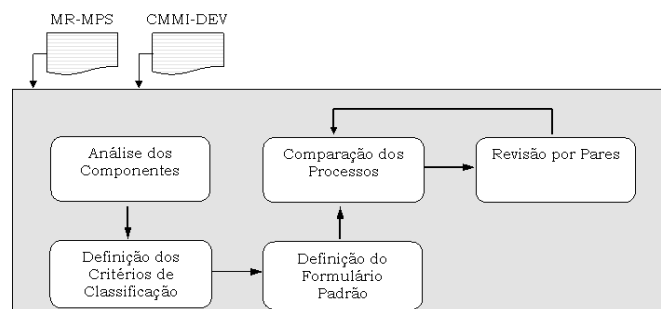 MR-MPS
CMMI-DEV
Análise dos
Componentes
Comparação dos
Processos
Revisão por Pares
Definição dos
Critérios de
Classificação
Definição do
Formulário
Padrão